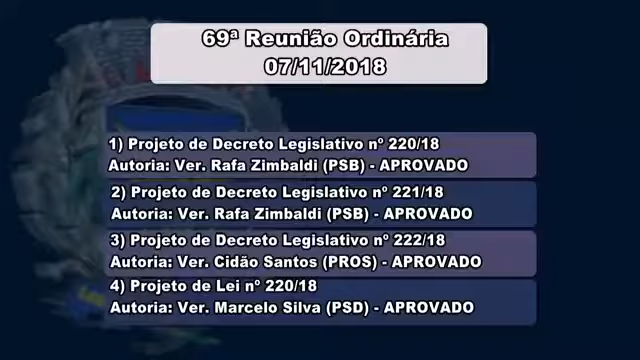 69ª Reunião Ordinária
07/11/2018
1) Projeto de Decreto Legislativo nº 220/18
Autoria: Ver. Rafa Zimbaldi (PSB) - APROVADO
2) Projeto de Decreto Legislativo nº 221/18
Autoria: Ver. Rafa Zimbaldi (PSB) - APROVADO
3) Projeto de Decreto Legislativo nº 222/18
Autoria: Ver. Cidão Santos (PROS) - APROVADO
4) Projeto de Lei nº 220/18
Autoria: Ver. Marcelo Silva (PSD) - APROVADO